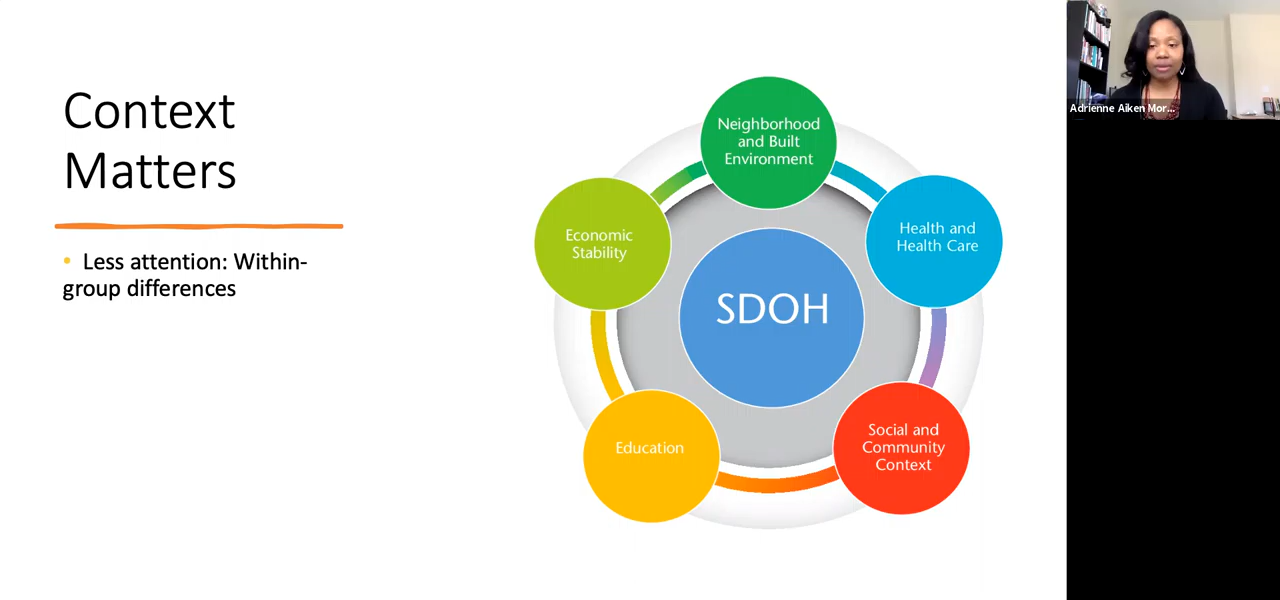 Context
Matters
• Less attention: Within-
group differences
Neighborhood
and Built
Environment
Economic
Stability
Health and
Health Care
SDOH
Education
Social and
Community
Context
Adrienne Aiken Mor...